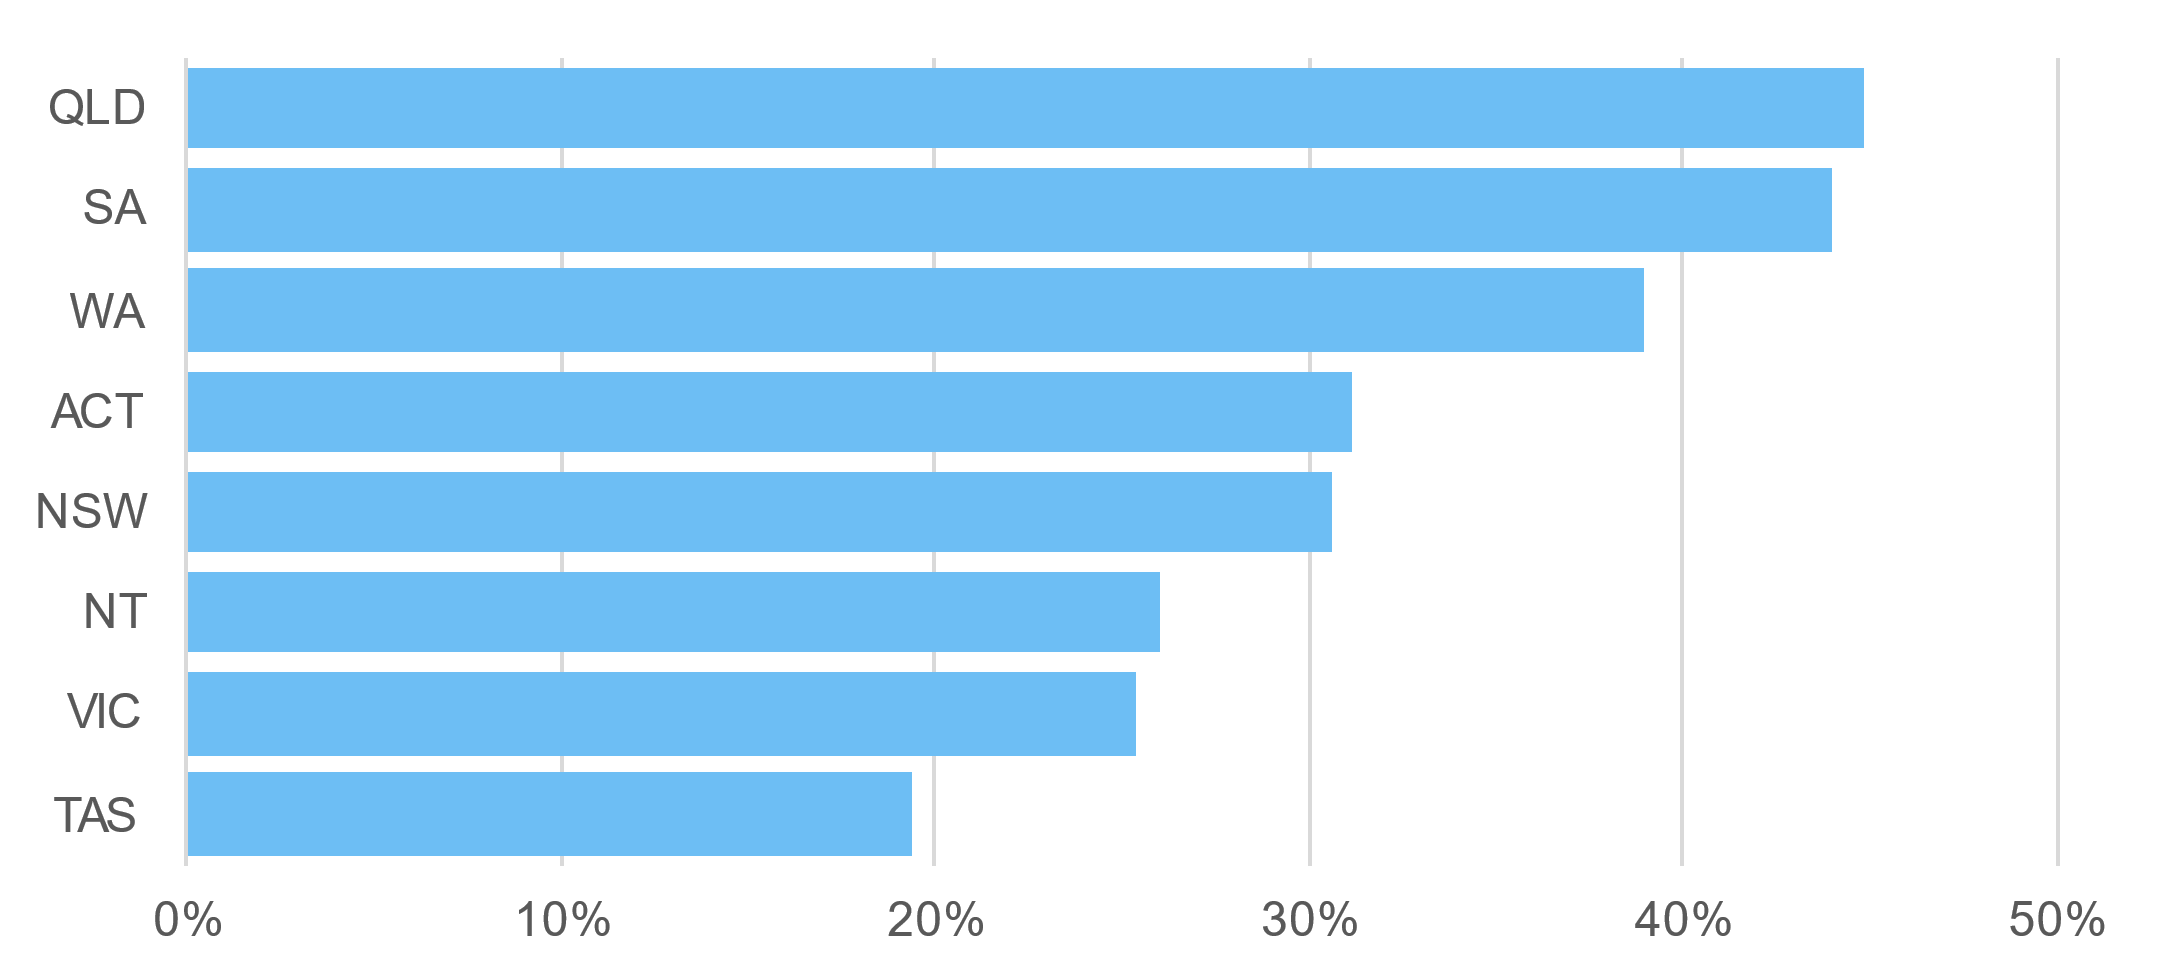 QLD
SA
WA
ACT
NSW
NT
VIC
TAS
0% 10% 20% 30% 40% 50%